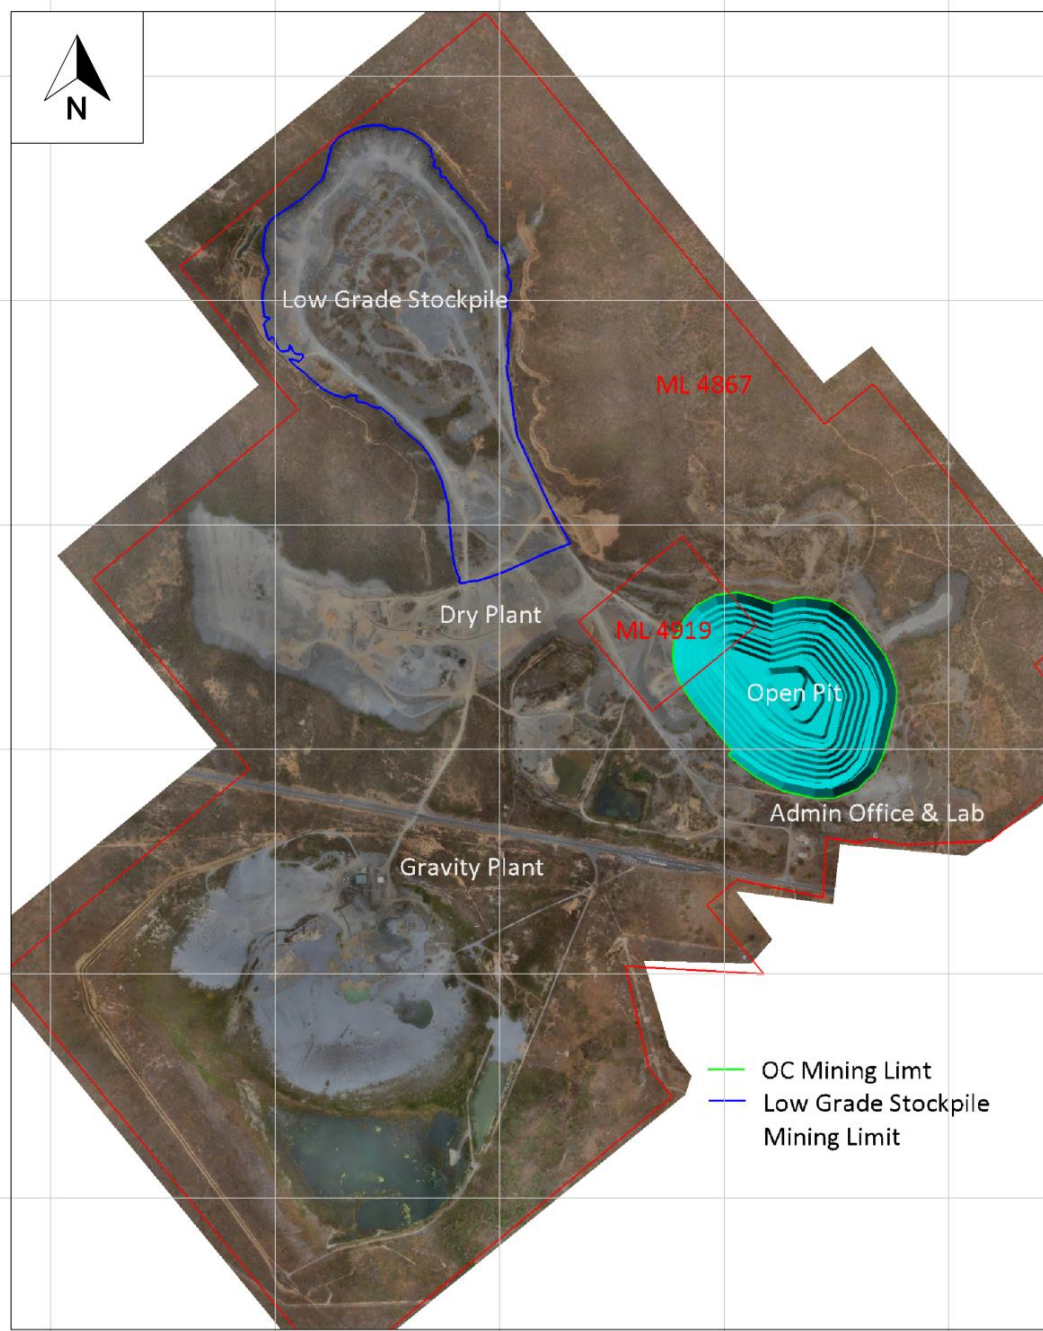 N
Low Grade Stockpile
ML 4867
Dry Plant
ML 4919
Open Pit
Admin Office & Lab
Gravity Plant
OC Mining Limt
Low Grade Stockpile
Mining Limit